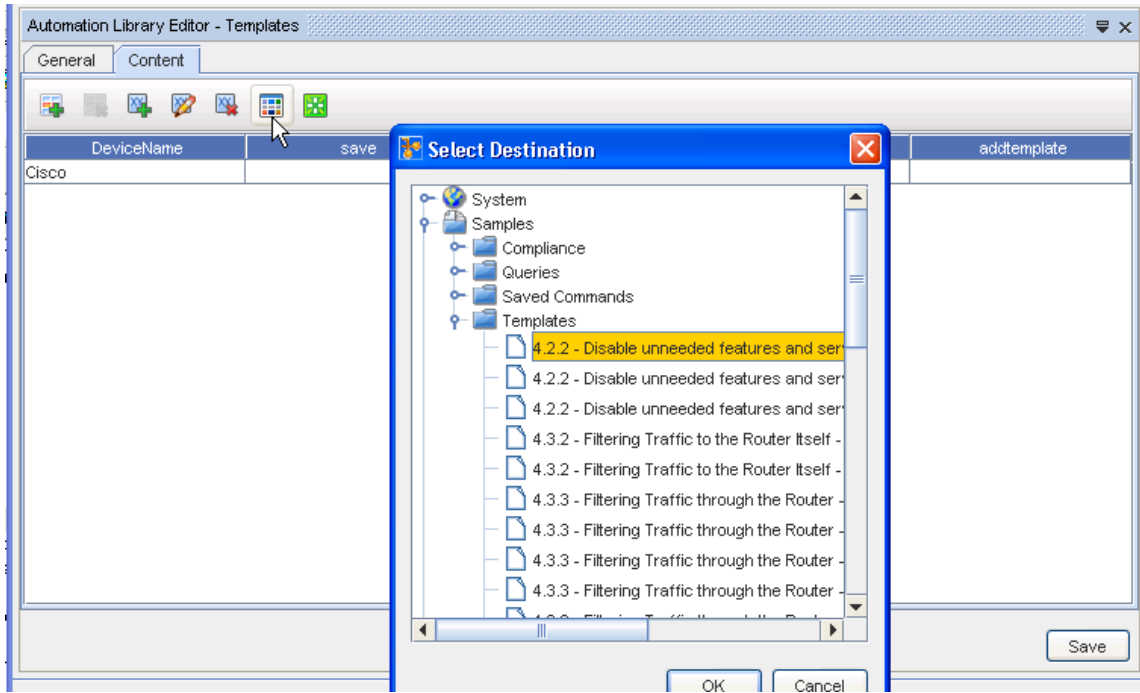 Automation Library Editor - Templates
General Content
DeviceName save addtemplate
Cisco
Select Destination
System
Samples
Compliance
Queries
Saved Commands
Templates
4.2.2 - Disable unneeded features and ser
4.2.2 - Disable unneeded features and ser
4.2.2 - Disable unneeded features and ser
4.3.2 - Filtering Traffic to the Router Itself -
4.3.2 - Filtering Traffic to the Router Itself -
4.3.3 - Filtering Traffic through the Router -
4.3.3 - Filtering Traffic through the Router -
4.3.3 - Filtering Traffic through the Router -
4.3.3 - Filtering Traffic through the Router -
Save
OK Cancel